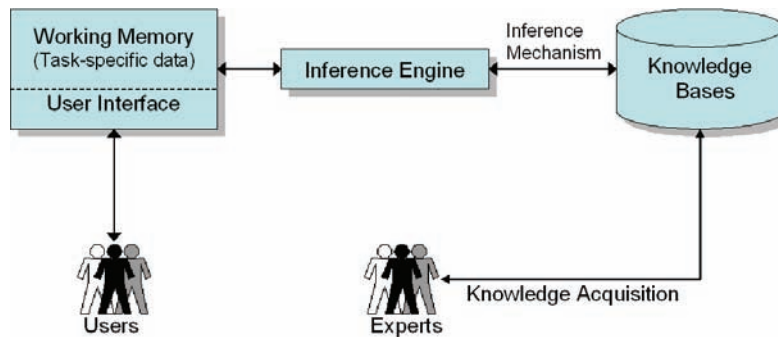 Working Memory
(Task-specific data)
User Interface
Inference Engine
Inference
Mechanism
Knowledge
Bases
Users
Experts
Knowledge Acquisition